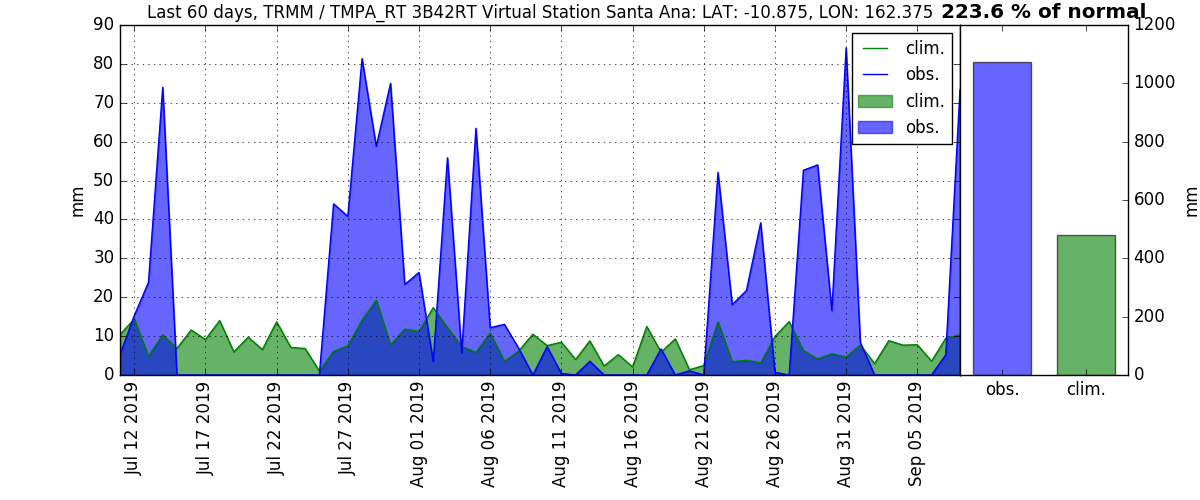 Last 60 days, TRMM / TMPA_RT 3B42RT Virtual Station Santa Ana: LAT: -10.875, LON: 162.375 223.6 % of normal
90
80
70
60
50
40
30
20
10
0
mm
clim.
obs.
clim.
obs.
1200
1000
800
600
400
200
0
mm
obs.
clim.
Jul 12 2019
Jul 17 2019
Jul 22 2019
Jul 27 2019
Aug 01 2019
Aug 06 2019
Aug 11 2019
Aug 16 2019
Aug 21 2019
Aug 26 2019
Aug 31 2019
Sep 05 2019